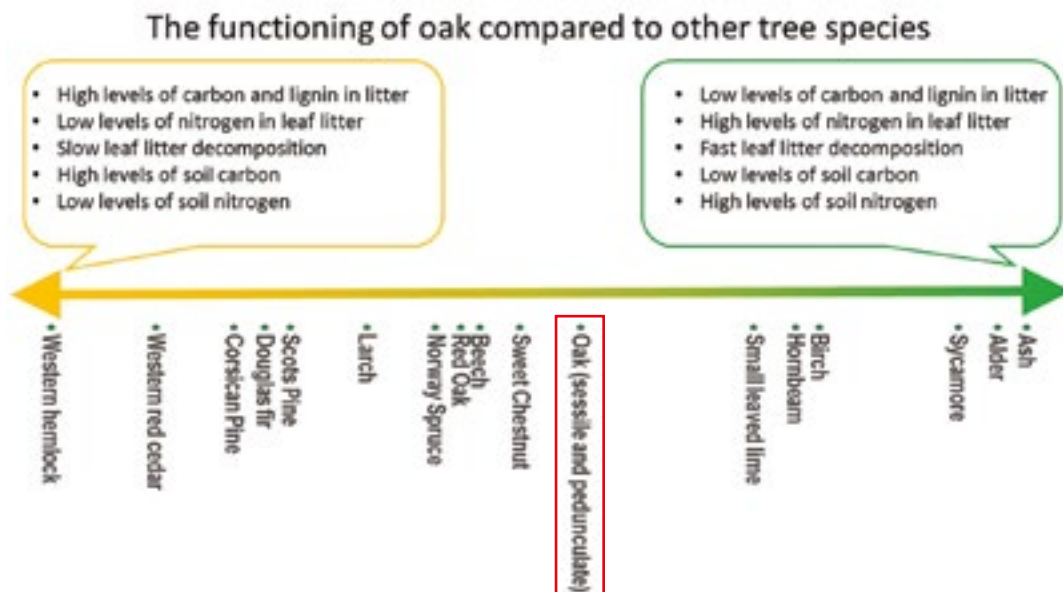 The functioning of oak compared to other tree species
• High levels of carbon and lignin in litter
• Low levels of nitrogen in leaf litter
• Slow leaf litter decomposition
• High levels of soil carbon
• Low levels of soil nitrogen
• Low levels of carbon and lignin in litter
• High levels of nitrogen in leaf litter
• Fast leaf litter decomposition
• Low levels of soil carbon
• High levels of soil nitrogen
• Western hemlock
• Western red cedar
• Corsican Pine
• Douglas fir
• Scots Pine
• Larch
• Norway Spruce
• Red Oak
• Beech
• Sweet Chestnut
• Oak (sessile and pedunculate)
• Small leaved lime
• Hornbeam
• Birch
• Sycamore
• Alder
• Ash